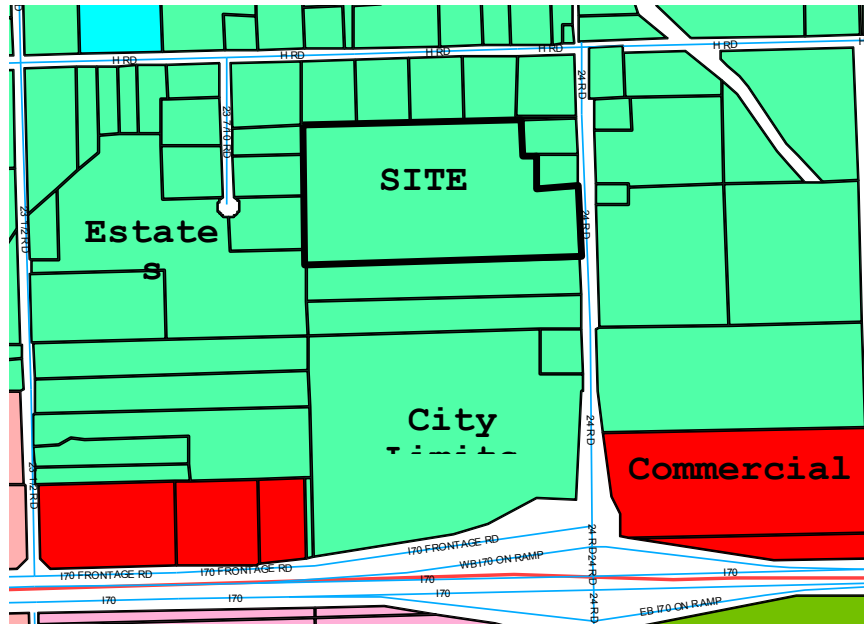 H RD
H RD
H RD
H RD
H RD
24 RD
23 7/10 RD
SITE
23 1/2 RD
24 RD
Estate
s
City
Limits
24 RD
Commercial
23 1/2 RD
I70 FRONTAGE RD
I70 FRONTAGE RD
I70 FRONTAGE RD
WB I70 ON RAMP
24 RD
24 RD
24 RD
I70
I70
I70
I70
EB I70 ON RAMP